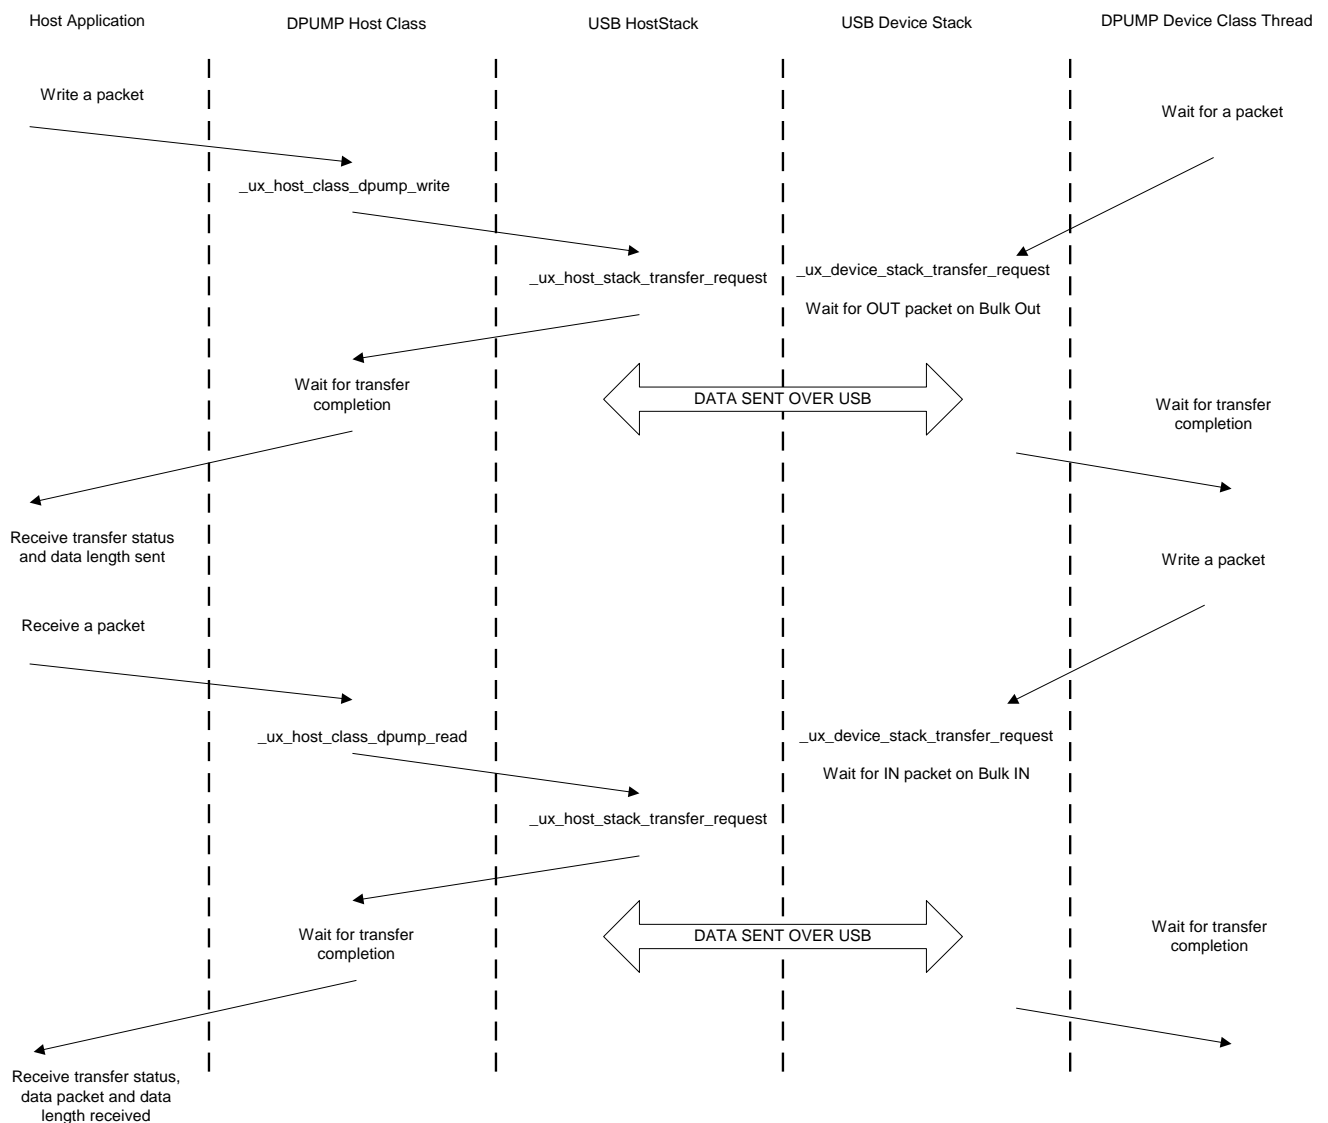 Host Application
DPUMP Host Class
USB HostStack
USB Device Stack
DPUMP Device Class Thread
Write a packet
Wait for a packet
_ux_host_class_dpump_write
_ux_host_stack_transfer_request
_ux_device_stack_transfer_request
Wait for OUT packet on Bulk Out
Wait for transfer
completion
DATA SENT OVER USB
Wait for transfer
completion
Receive transfer status
and data length sent
Write a packet
Receive a packet
_ux_host_class_dpump_read
_ux_device_stack_transfer_request
Wait for IN packet on Bulk IN
_ux_host_stack_transfer_request
Wait for transfer
completion
DATA SENT OVER USB
Wait for transfer
completion
Receive transfer status,
data packet and data
length received